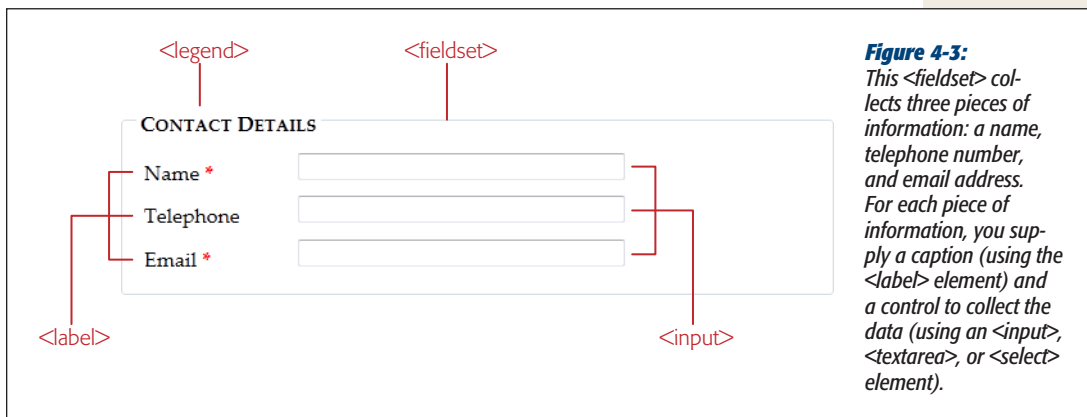 <legend>
<fieldset>
CONTACT DETAILS
Name *
Telephone
Email *
<label>
<input>
Figure 4-3:
This <fieldset> col-
lects three pieces of
information: a name,
telephone number,
and email address.
For each piece of
information, you sup-
ply a caption (using the
<label> element) and
a control to collect the
data (using an <input>,
<textarea>, or <select>
element).